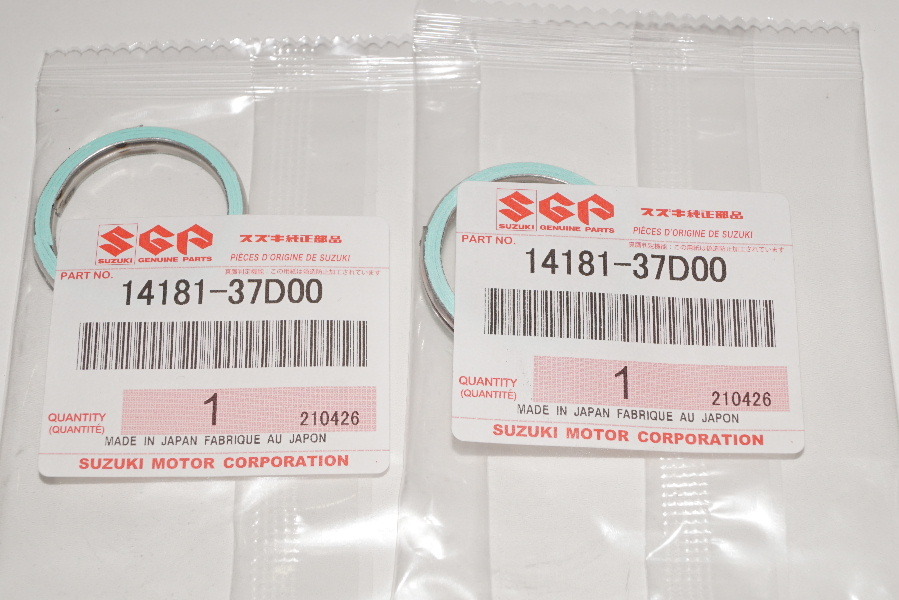 SGP スズキ純正部品
SUZUKI GENUINE PARTS PIÈCES D'ORIGINE DE SUZUKI
PART NO.
14181-37D00
QUANTITY 1 210426
(QUANTITÉ)
MADE IN JAPAN FABRIQUE AU JAPON
SUZUKI MOTOR CORPORATION
SGP スズキ純正部品
SUZUKI GENUINE PARTS PIÈCES D'ORIGINE DE SUZUKI
PART NO.
14181-37D00
QUANTITY 1 210426
(QUANTITÉ)
MADE IN JAPAN FABRIQUE AU JAPON
SUZUKI MOTOR CORPORATION